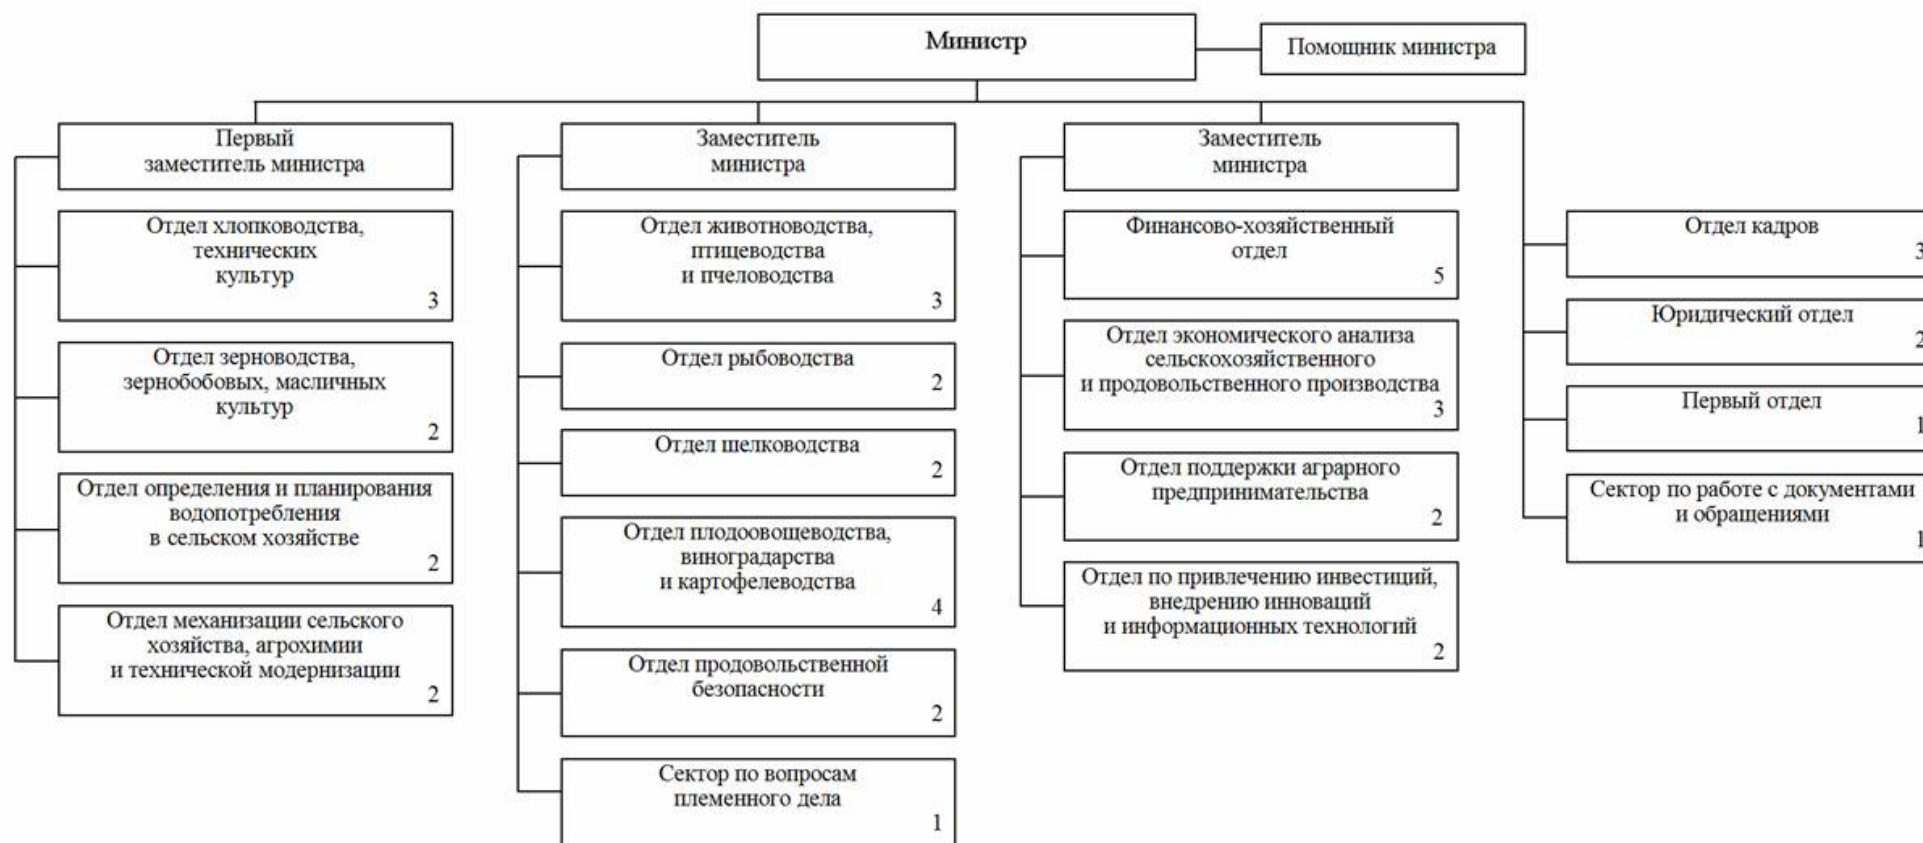 Министр
Помощник министра
Первый
заместитель министра
Отдел хлопководства,
технических
культур
3
Отдел зерноводства,
зернобобовых, масличных
культур
2
Отдел определения и планирования
водопотребления
в сельском хозяйстве
2
Отдел механизации сельского
хозяйства, агрохимии
и технической модернизации
2
Заместитель
министра
Отдел животноводства,
птицеводства
и пчеловодства
3
Отдел рыбоводства
2
Отдел шелководства
2
Отдел плодоовощеводства,
виноградарства
и картофелеводства
4
Отдел продовольственной
безопасности
2
Сектор по вопросам
племенного дела
1
Заместитель
министра
Финансово-хозяйственный
отдел
5
Отдел экономического анализа
сельскохозяйственного
и продовольственного производства
3
Отдел поддержки аграрного
предпринимательства
2
Отдел по привлечению инвестиций,
внедрению инноваций
и информационных технологий
2
Отдел кадров
3
Юридический отдел
2
Первый отдел
1
Сектор по работе с документами
и обращениями
1